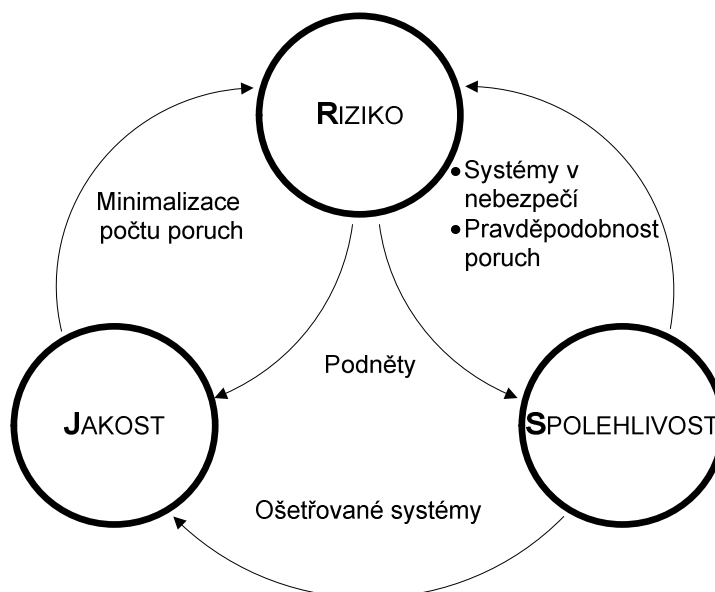 RIZIKO
Minimalizace
počtu poruch
•Systémy v
nebezpečí
•Pravděpodobnost
poruch
Podněty
JAKOST
SPOLEHLIVOST
Ošetřované systémy